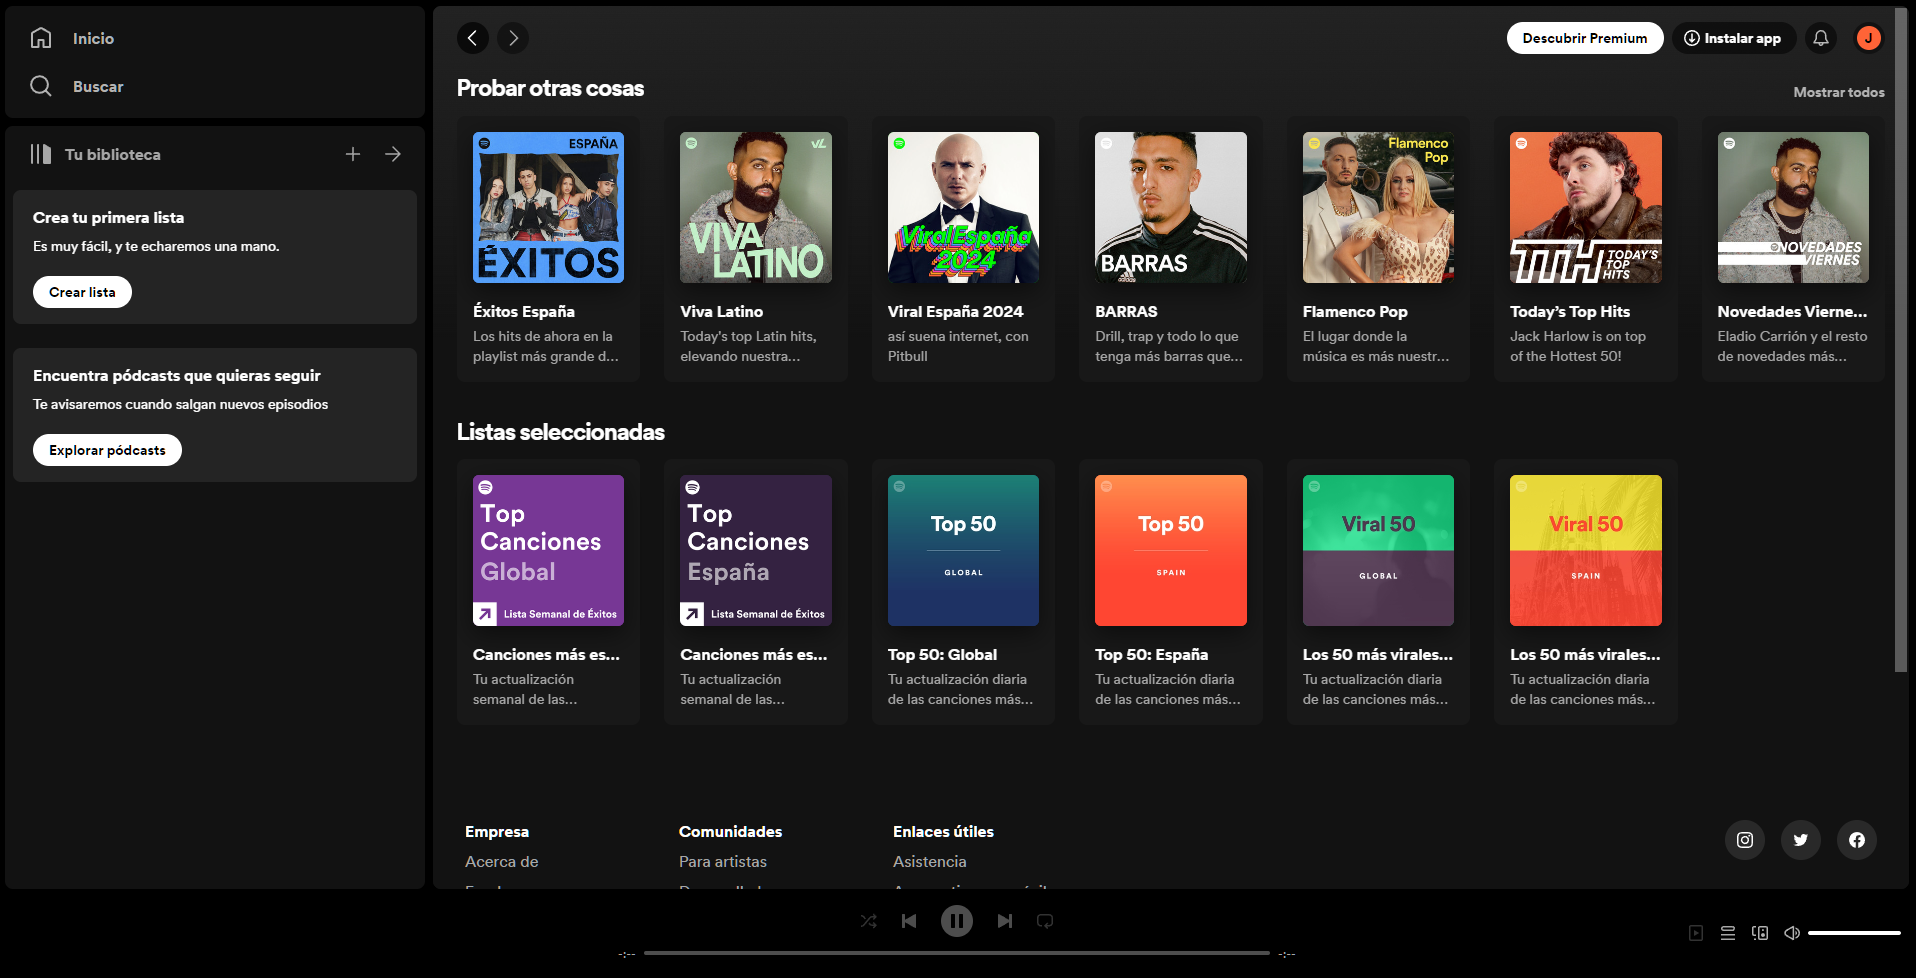 Inicio
Buscar
Tu biblioteca
Crea tu primera lista
Es muy fácil, y te echaremos una mano.
Crear lista
Encuentra pódcasts que quieras seguir
Te avisaremos cuando salgan nuevos episodios
Explorar pódcasts
Descubrir Premium
Instalar app
J
Probar otras cosas
Mostrar todos
ESPAÑA
ÉXITOS
Éxitos España
Los hits de ahora en la
playlist más grande d...
VL
VIVA
LATINO
Viva Latino
Today's top Latin hits,
elevando nuestra...
Viral España
2024
Viral España 2024
así suena internet, con
Pitbull
BARRAS
adidas
BARRAS
Drill, trap y todo lo que
tenga más barras que...
Flamenco
Pop
Flamenco Pop
El lugar donde la
música es más nuestr...
TTH TODAY'S
TOP
HITS
Today's Top Hits
Jack Harlow is on top
of the Hottest 50!
NOVEDADES
VIERNES
Novedades Vierne...
Eladio Carrión y el resto
de novedades más...
Listas seleccionadas
Top
Canciones
Global
Lista Semanal de Éxitos
Canciones más es...
Tu actualización
semanal de las...
Top
Canciones
España
Lista Semanal de Éxitos
Canciones más es...
Tu actualización
semanal de las...
Top 50
GLOBAL
Top 50: Global
Tu actualización diaria
de las canciones más...
Top 50
SPAIN
Top 50: España
Tu actualización diaria
de las canciones más...
Viral 50
GLOBAL
Los 50 más virales...
Tu actualización diaria
de las canciones más...
Viral 50
SPAIN
Los 50 más virales...
Tu actualización diaria
de las canciones más...
Empresa
Acerca de
Comunidades
Para artistas
Enlaces útiles
Asistencia
-:--
-:--